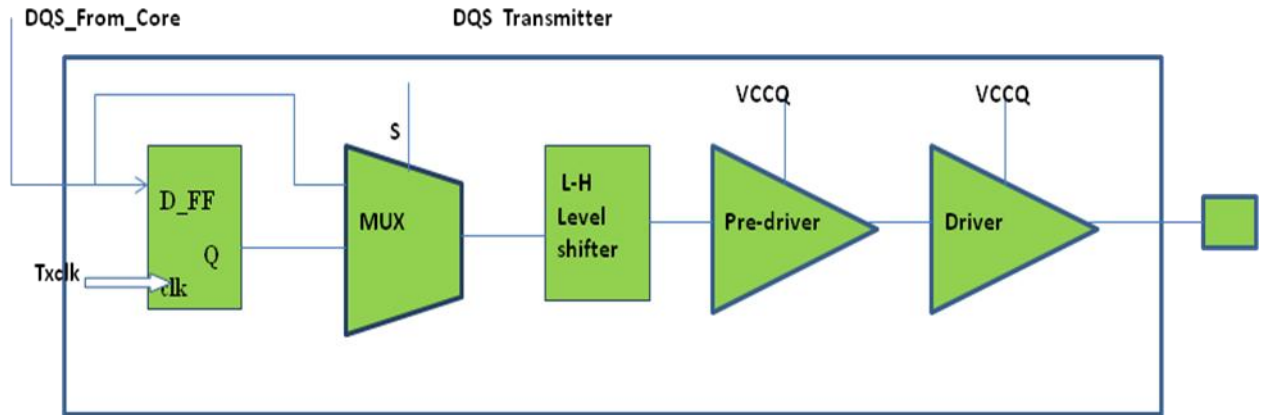 DQS_From_Core
DQS Transmitter
VCCQ
VCCQ
S
L-H
Level
shifter
D_FF
MUX
Pre-driver
Driver
Q
Txclk
clk